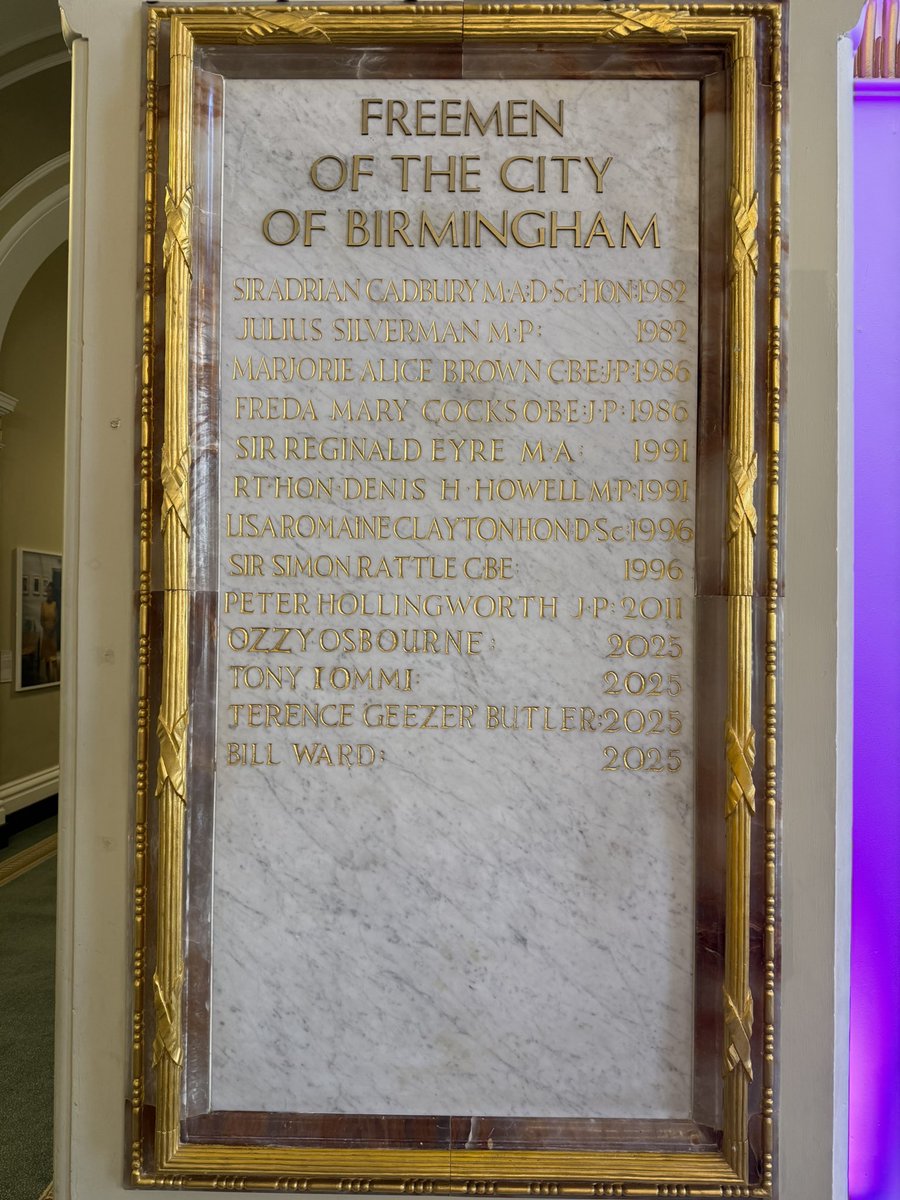 FREEMEN
OF THE CITY
OF BIRMINGHAM
SIR ADRIAN CADBURY M·A:D·Sc:HON:1982
JULIUS SILVERMAN M·P: 1982
MARJORIE ALICE BROWN C·B·E:J·P:1986
FREDA MARY COCKS O·B·E:J·P: 1986
SIR REGINALD EYRE M·A: 1991
RT·HON·DENIS H·HOWELL M·P:1991
LISA ROMAINE CLAYTON HON·D·Sc:1996
SIR SIMON RATTLE C·B·E: 1996
PETER HOLLINGWORTH J·P: 2011
OZZY OSBOURNE: 2025
TONY IOMMI: 2025
TERENCE 'GEEZER' BUTLER:2025
BILL WARD: 2025